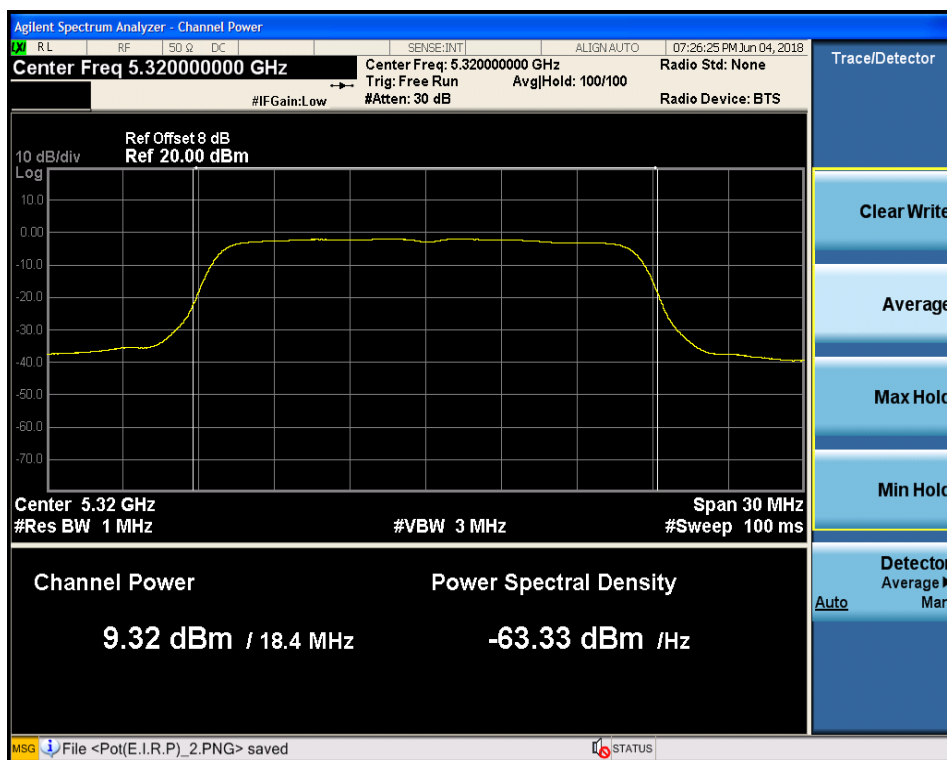 Agilent Spectrum Analyzer - Channel Power
LXI RL RF 50 Ω DC SENSE:INT ALIGN AUTO 07:26:25 PM Jun 04, 2018
Center Freq 5.320000000 GHz
Center Freq: 5.320000000 GHz
Radio Std: None
Trig: Free Run Avg|Hold: 100/100
#IFGain:Low
#Atten: 30 dB
Radio Device: BTS
Trace/Detector
Ref Offset 8 dB
10 dB/div Ref 20.00 dBm
Log
10.0
0.00
-10.0
-20.0
-30.0
-40.0
-50.0
-60.0
-70.0
Center 5.32 GHz Span 30 MHz
#Res BW 1 MHz #VBW 3 MHz #Sweep 100 ms
Channel Power Power Spectral Density
9.32 dBm / 18.4 MHz -63.33 dBm /Hz
Clear Write
Average
Max Hold
Min Hold
Detector
Average
Auto Man
MSG File <Pot(E.I.R.P)_2.PNG> saved STATUS